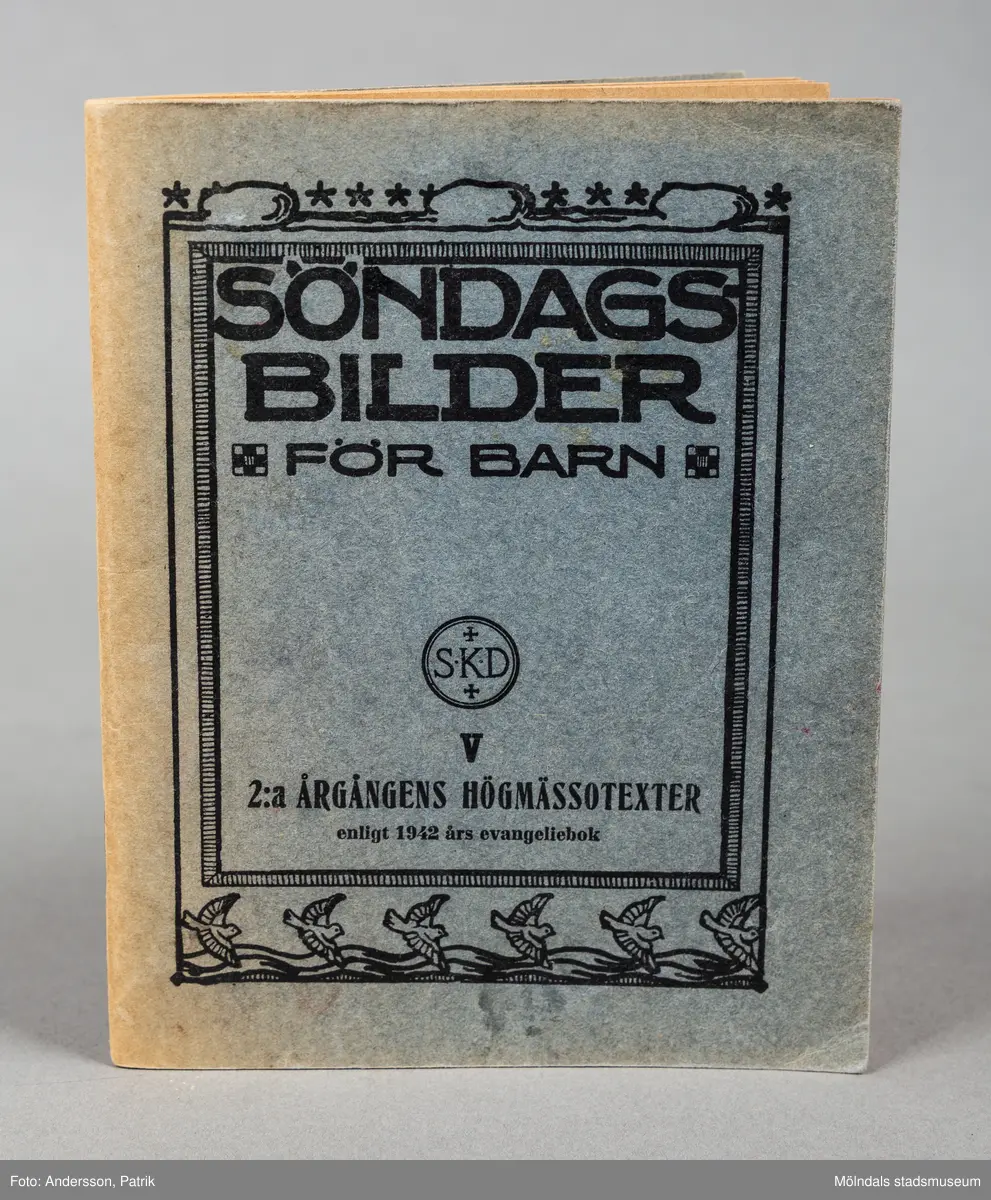 SÖNDAGS-
BILDER
FÖR BARN
S·K·D
V
2:a ÅRGÅNGENS HÖGMÄSSOTEXTER
enligt 1942 års evangeliebok
Foto: Andersson, Patrik
Mölndals stadsmuseum